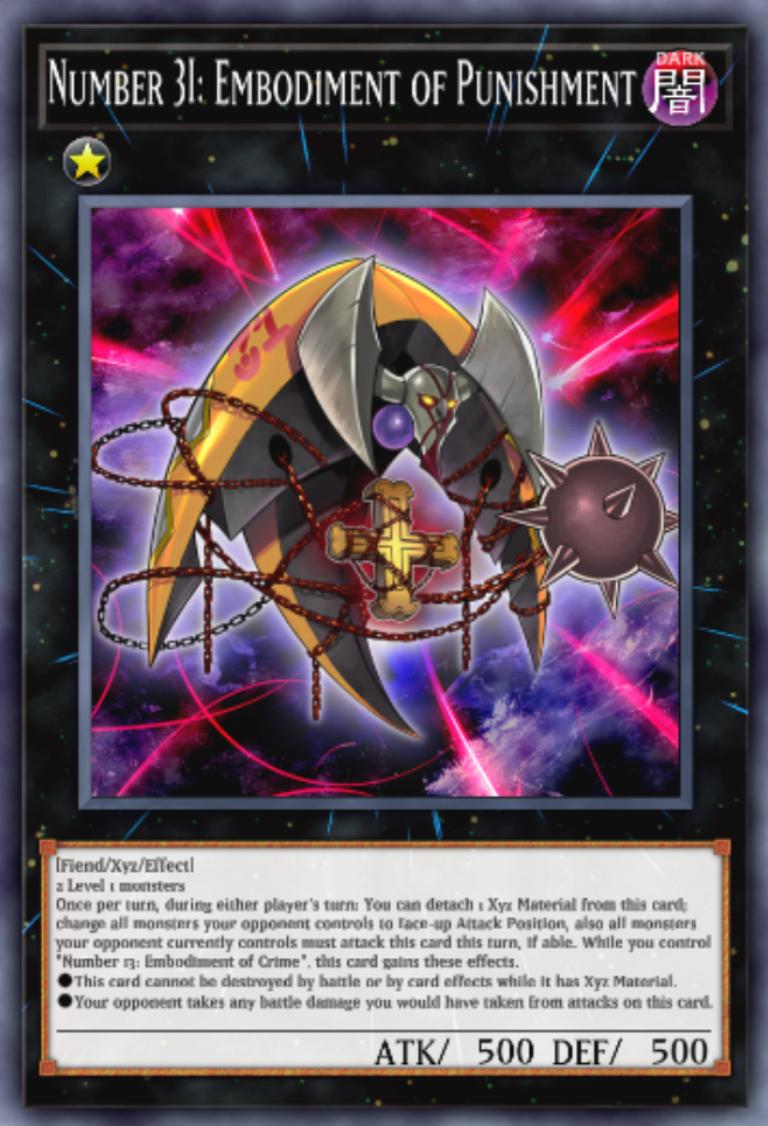 Number 31: Embodiment of Punishment
DARK
闇
31
[Fiend/Xyz/Effect]
2 Level 1 monsters
Once per turn, during either player's turn: You can detach 1 Xyz Material from this card;
change all monsters your opponent controls to face-up Attack Position, also all monsters
your opponent currently controls must attack this card this turn, if able. While you control
"Number 13: Embodiment of Crime", this card gains these effects.
●This card cannot be destroyed by battle or by card effects while it has Xyz Material.
●Your opponent takes any battle damage you would have taken from attacks on this card.
ATK/ 500 DEF/ 500